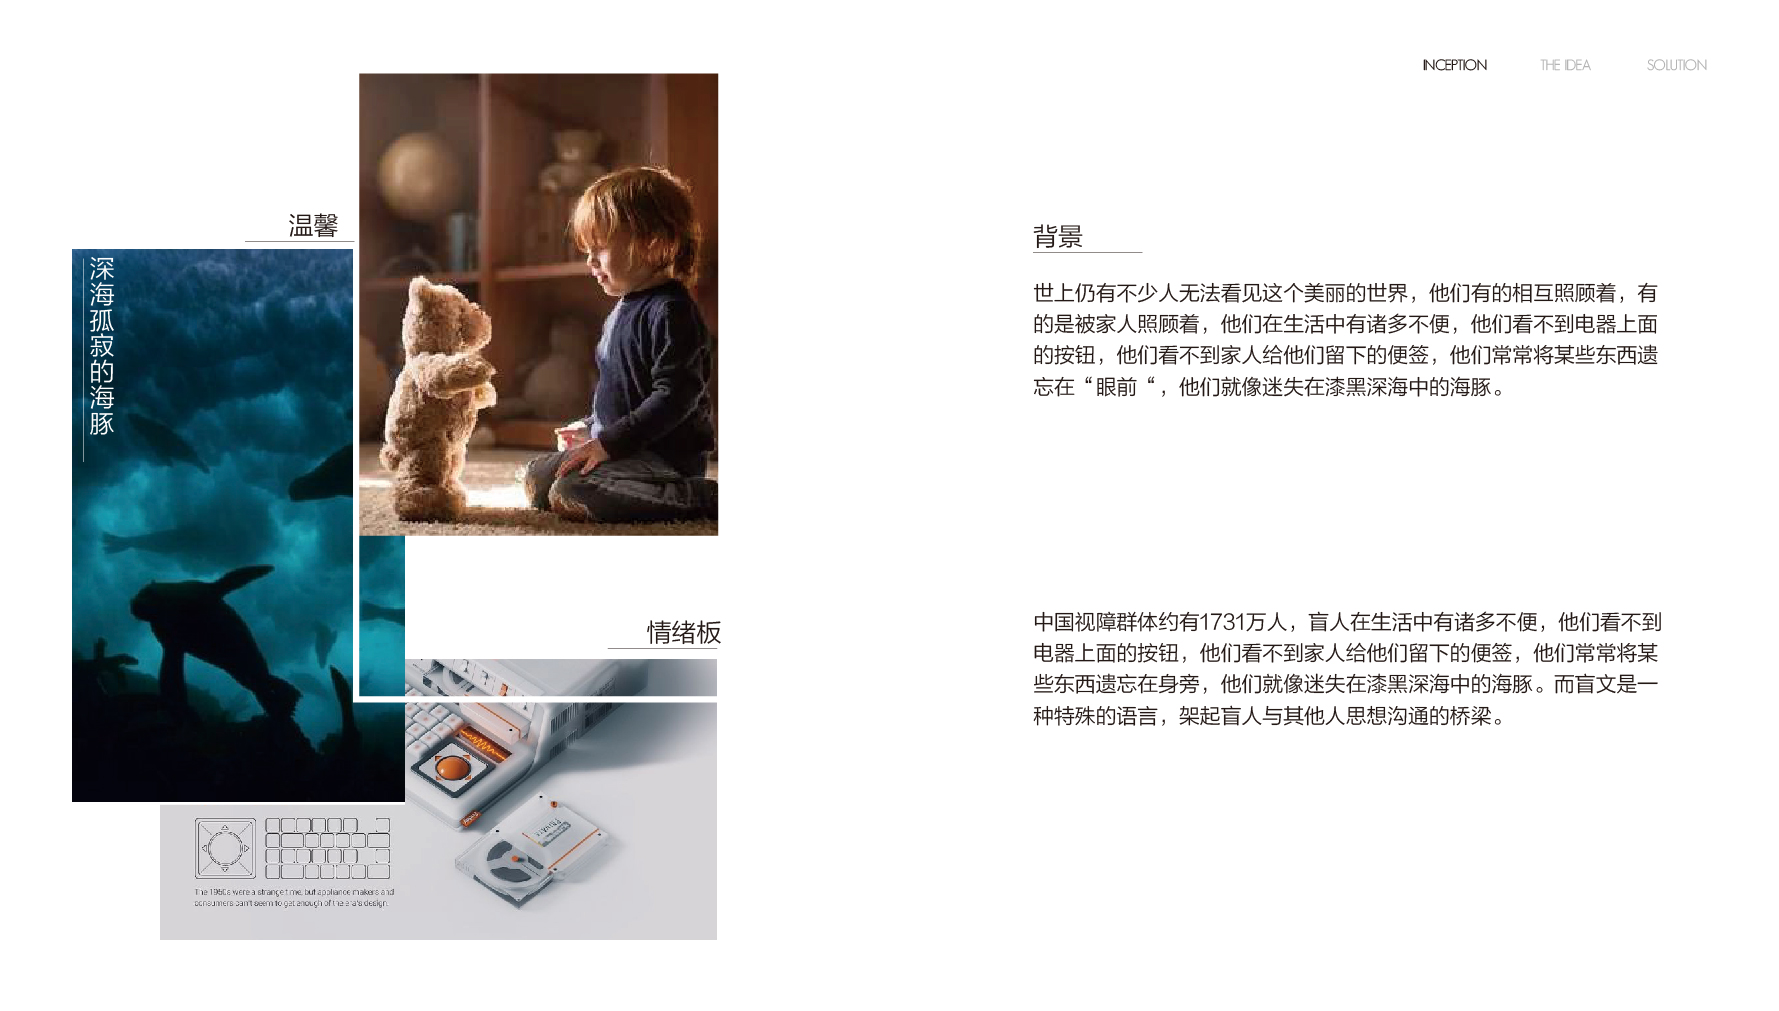 INCEPTION THE IDEA SOLUTION
温馨
深海孤寂的海豚
背景
世上仍有不少人无法看见这个美丽的世界，他们有的相互照顾着，有
的是被家人照顾着，他们在生活中有诸多不便，他们看不到电器上面
的按钮，他们看不到家人给他们留下的便签，他们常常将某些东西遗
忘在“眼前“，他们就像迷失在漆黑深海中的海豚。
情绪板
中国视障群体约有1731万人，盲人在生活中有诸多不便，他们看不到
电器上面的按钮，他们看不到家人给他们留下的便签，他们常常将某
些东西遗忘在身旁，他们就像迷失在漆黑深海中的海豚。而盲文是一
种特殊的语言，架起盲人与其他人思想沟通的桥梁。
The 1950s were a strange time, but appliance makers and
consumers can't seem to get enough of the era's design.